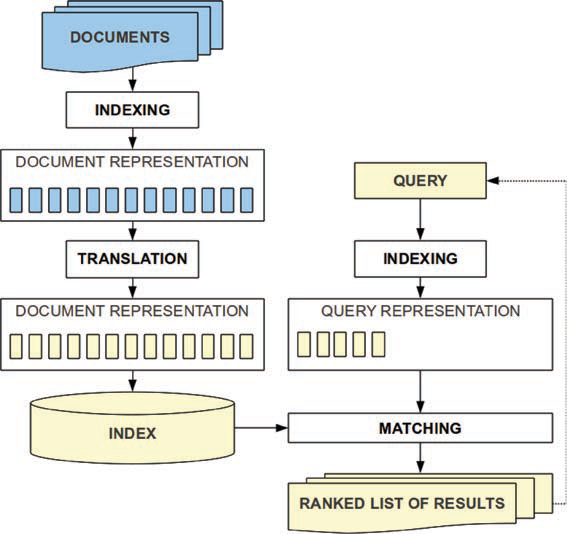 DOCUMENTS
INDEXING
DOCUMENT REPRESENTATION
TRANSLATION
DOCUMENT REPRESENTATION
INDEX
QUERY
INDEXING
QUERY REPRESENTATION
MATCHING
RANKED LIST OF RESULTS